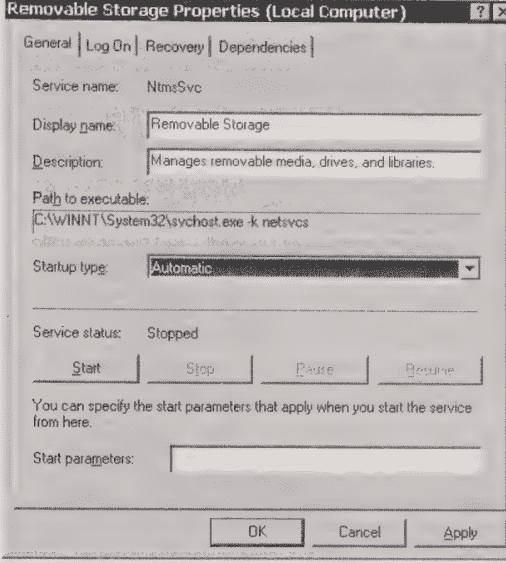 Removable Storage Properties (Local Computer) ? X
General Log On Recovery Dependencies
Service name: NtmsSvc
Display name: Removable Storage
Description: Manages removable media, drives, and libraries.
Path to executable:
C:\WINNT\System32\svchost.exe -k netsvcs
Startup type: Automatic
Service status: Stopped
Start Stop Pause Resume
You can specify the start parameters that apply when you start the service
from here.
Start parameters:
OK Cancel Apply